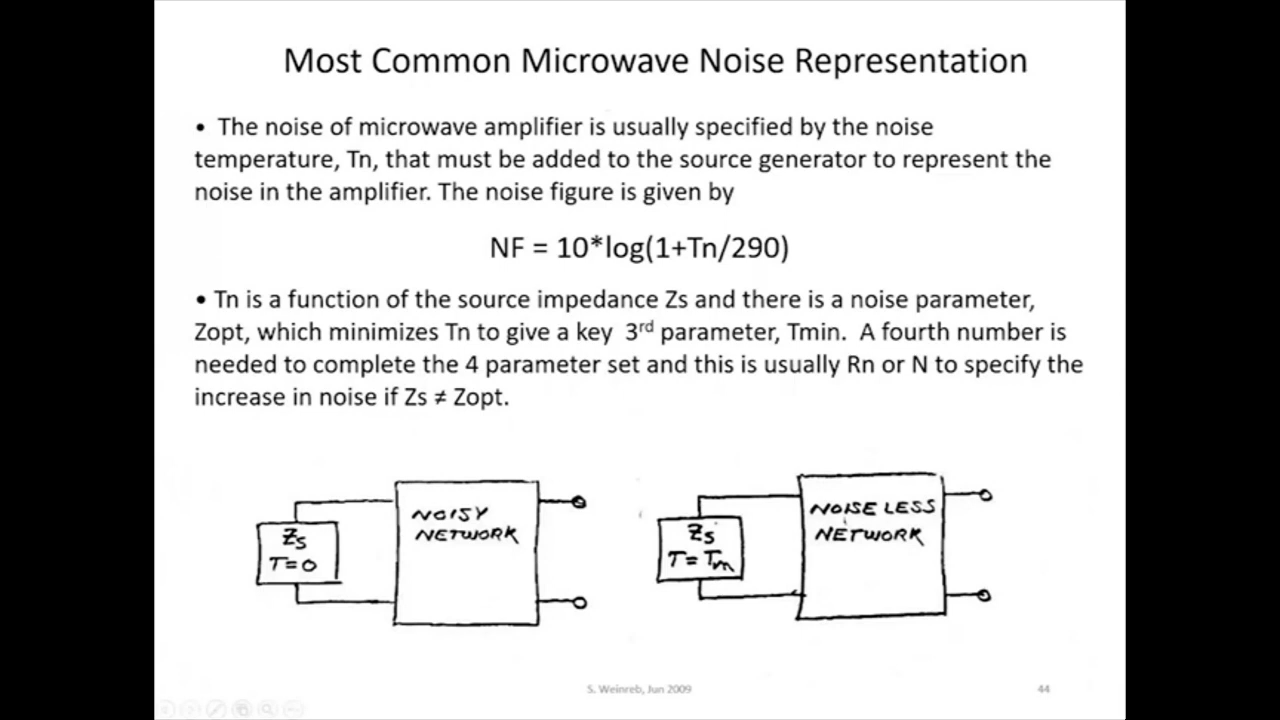 Most Common Microwave Noise Representation
• The noise of microwave amplifier is usually specified by the noise
temperature, Tn, that must be added to the source generator to represent the
noise in the amplifier. The noise figure is given by
NF = 10*log(1+Tn/290)
• Tn is a function of the source impedance Zs and there is a noise parameter,
Zopt, which minimizes Tn to give a key 3rd parameter, Tmin. A fourth number is
needed to complete the 4 parameter set and this is usually Rn or N to specify the
increase in noise if Zs ≠ Zopt.
Zs
T=0
NOISY
NETWORK
Zs
T=Tm
NOISE LESS
NETWORK
S. Weinreb, Jun 2009
44